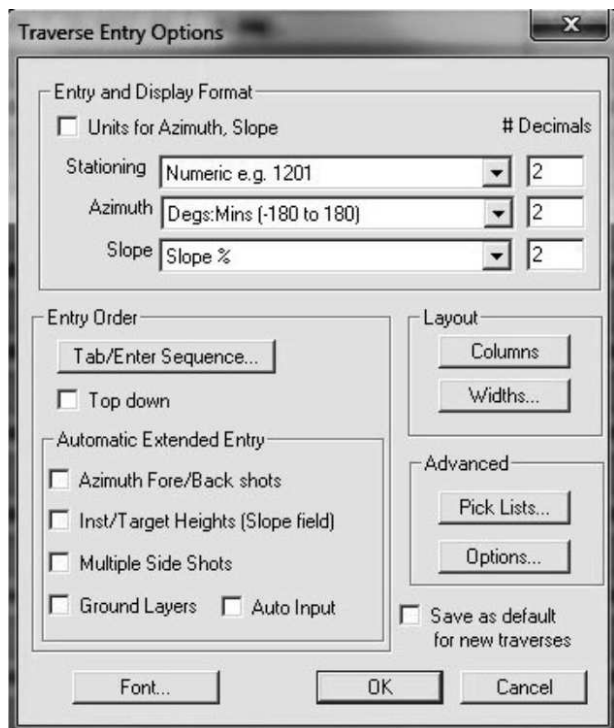 Traverse Entry Options
X
Entry and Display Format
Units for Azimuth, Slope
# Decimals
Stationing Numeric e.g. 1201 2
Azimuth Degs:Mins (-180 to 180) 2
Slope Slope % 2
Entry Order
Tab/Enter Sequence...
Top down
Automatic Extended Entry
Azimuth Fore/Back shots
Inst/Target Heights (Slope field)
Multiple Side Shots
Ground Layers Auto Input
Layout
Columns
Widths...
Advanced
Pick Lists...
Options...
Save as default
for new traverses
Font... OK Cancel